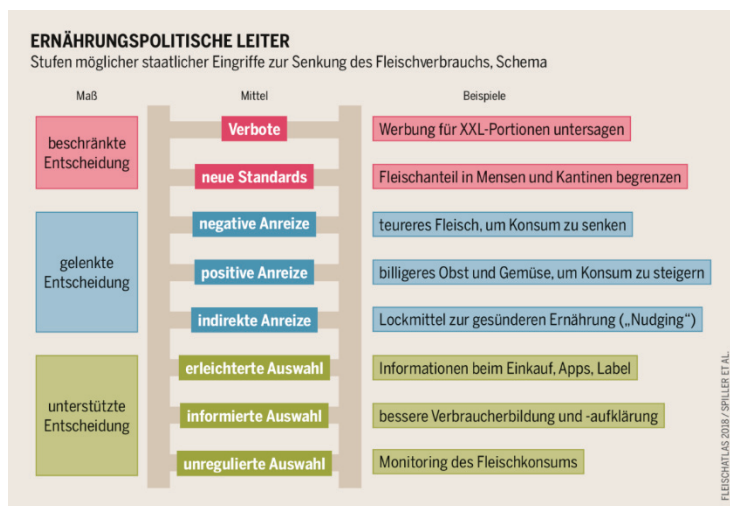 ERNÄHRUNGSPOLITISCHE LEITER
Stufen möglicher staatlicher Eingriffe zur Senkung des Fleischverbrauchs, Schema
Maß
Mittel
Beispiele
beschränkte
Entscheidung
Verbote
Werbung für XXL-Portionen untersagen
neue Standards
Fleischanteil in Mensen und Kantinen begrenzen
gelenkte
Entscheidung
negative Anreize
teureres Fleisch, um Konsum zu senken
positive Anreize
billigeres Obst und Gemüse, um Konsum zu steigern
indirekte Anreize
Lockmittel zur gesünderen Ernährung („Nudging“)
unterstützte
Entscheidung
erleichterte Auswahl
Informationen beim Einkauf, Apps, Label
informierte Auswahl
bessere Verbraucherbildung und -aufklärung
unregulierte Auswahl
Monitoring des Fleischkonsums
FLEISCHATLAS 2018 / SPILLER ET AL.